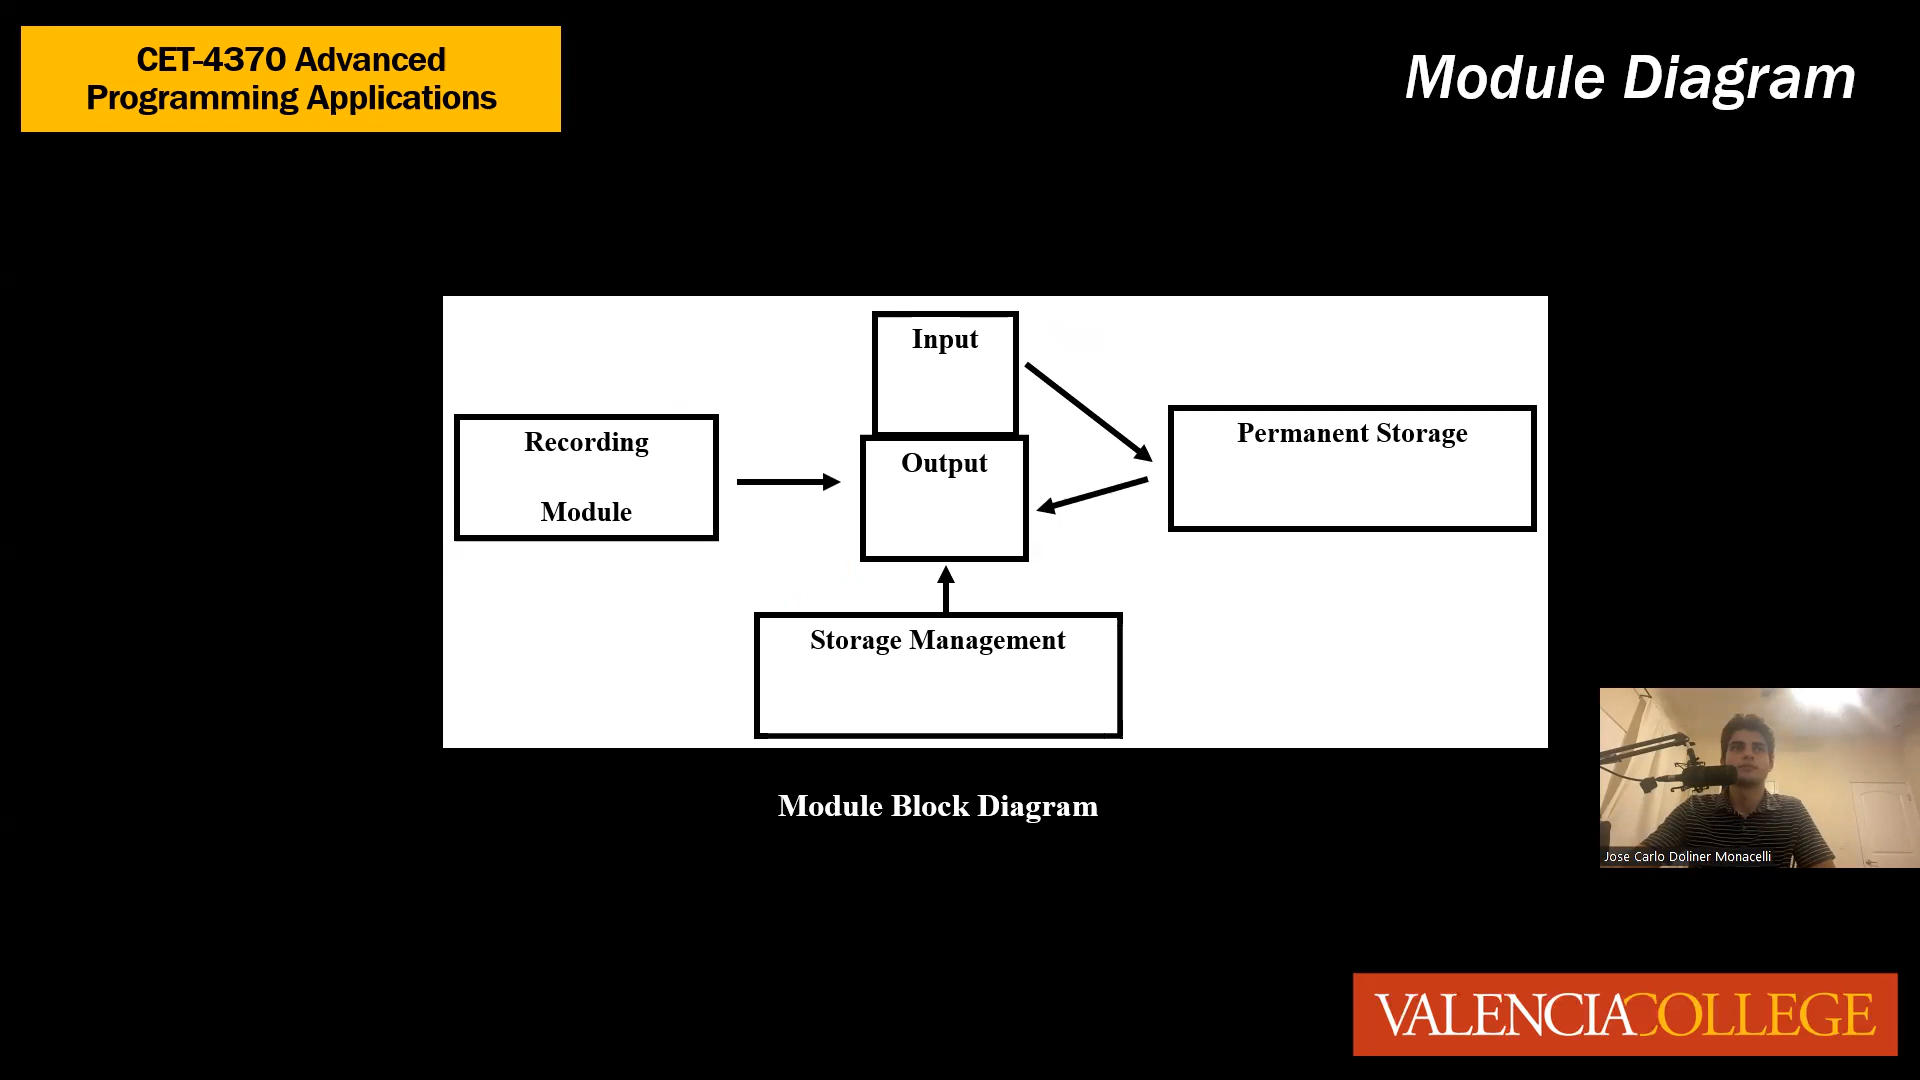 CET-4370 Advanced
Programming Applications
Module Diagram
Input
Recording
Module
Output
Permanent Storage
Storage Management
Module Block Diagram
Jose Carlo Doliner Monacelli
VALENCIACOLLEGE